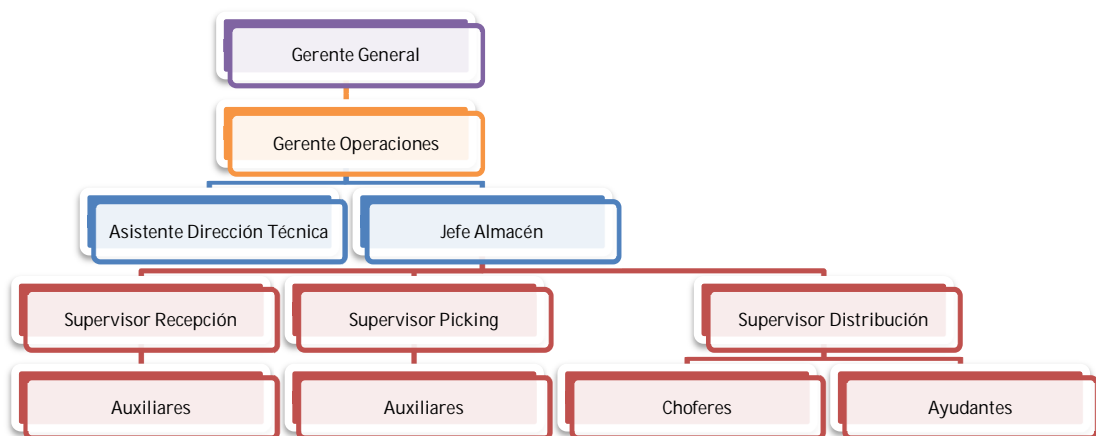 Gerente General
Gerente Operaciones
Asistente Dirección Técnica
Jefe Almacén
Supervisor Recepción
Supervisor Picking
Supervisor Distribución
Auxiliares
Auxiliares
Choferes
Ayudantes